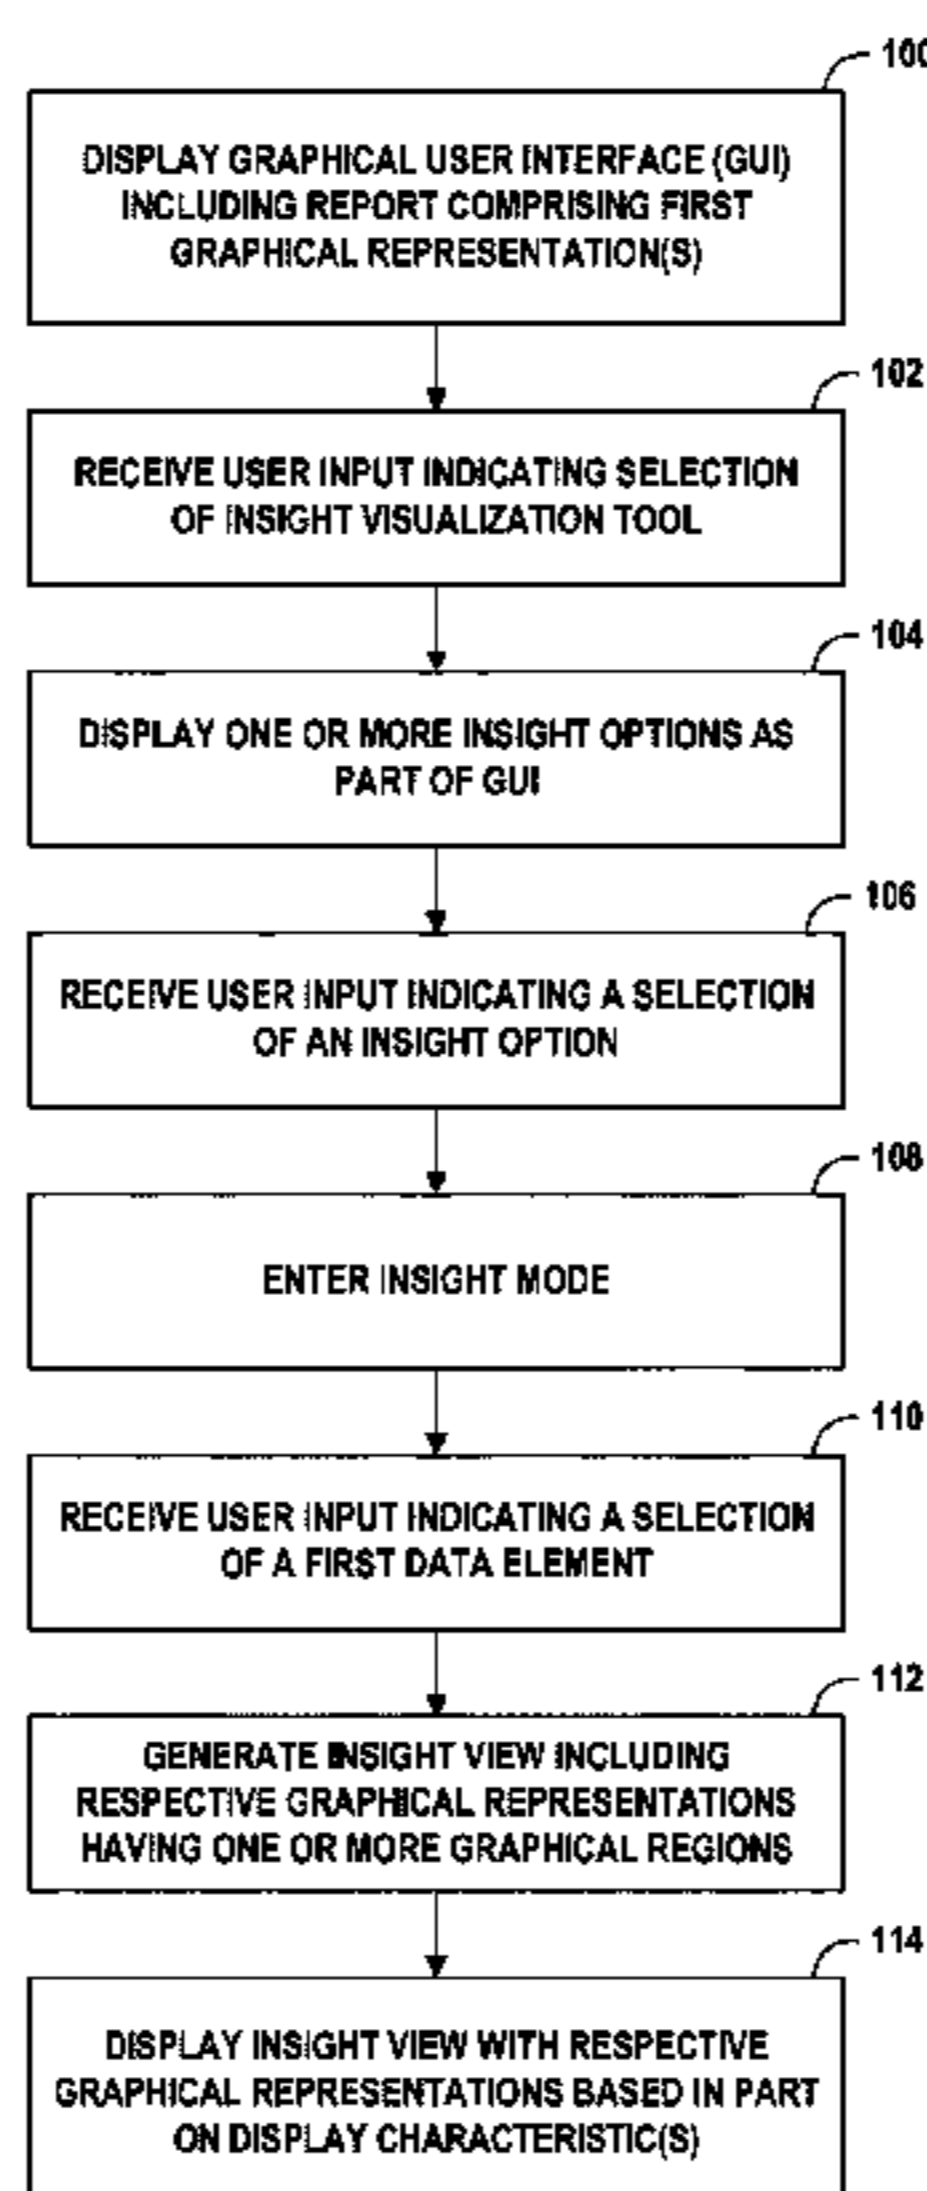 100
DISPLAY GRAPHICAL USER INTERFACE (GUI)
INCLUDING REPORT COMPRISING FIRST
GRAPHICAL REPRESENTATION(S)
102
RECEIVE USER INPUT INDICATING SELECTION
OF INSIGHT VISUALIZATION TOOL
104
DISPLAY ONE OR MORE INSIGHT OPTIONS AS
PART OF GUI
106
RECEIVE USER INPUT INDICATING A SELECTION
OF AN INSIGHT OPTION
108
ENTER INSIGHT MODE
110
RECEIVE USER INPUT INDICATING A SELECTION
OF A FIRST DATA ELEMENT
112
GENERATE INSIGHT VIEW INCLUDING
RESPECTIVE GRAPHICAL REPRESENTATIONS
HAVING ONE OR MORE GRAPHICAL REGIONS
114
DISPLAY INSIGHT VIEW WITH RESPECTIVE
GRAPHICAL REPRESENTATIONS BASED IN PART
ON DISPLAY CHARACTERISTIC(S)